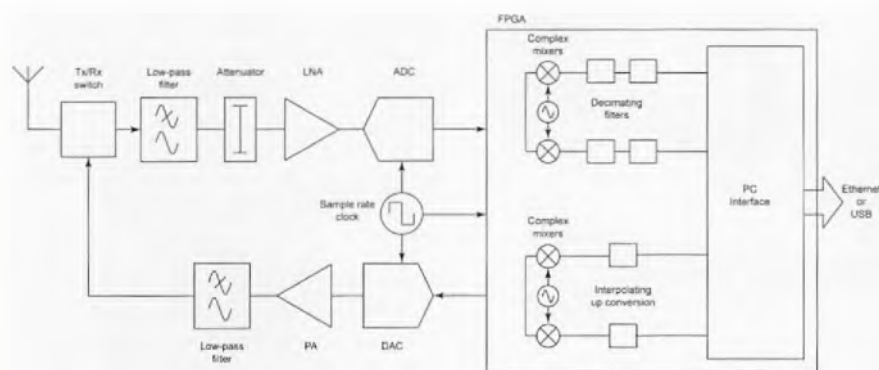 FPGA
Complex
mixers
Tx/Rx
switch
Low-pass
filter
Attenuator
LNA
ADC
Decimating
filters
Sample rate
clock
PC
Interface
Ethernet
or
USB
Complex
mixers
Interpolating
up conversion
Low-pass
filter
PA
DAC